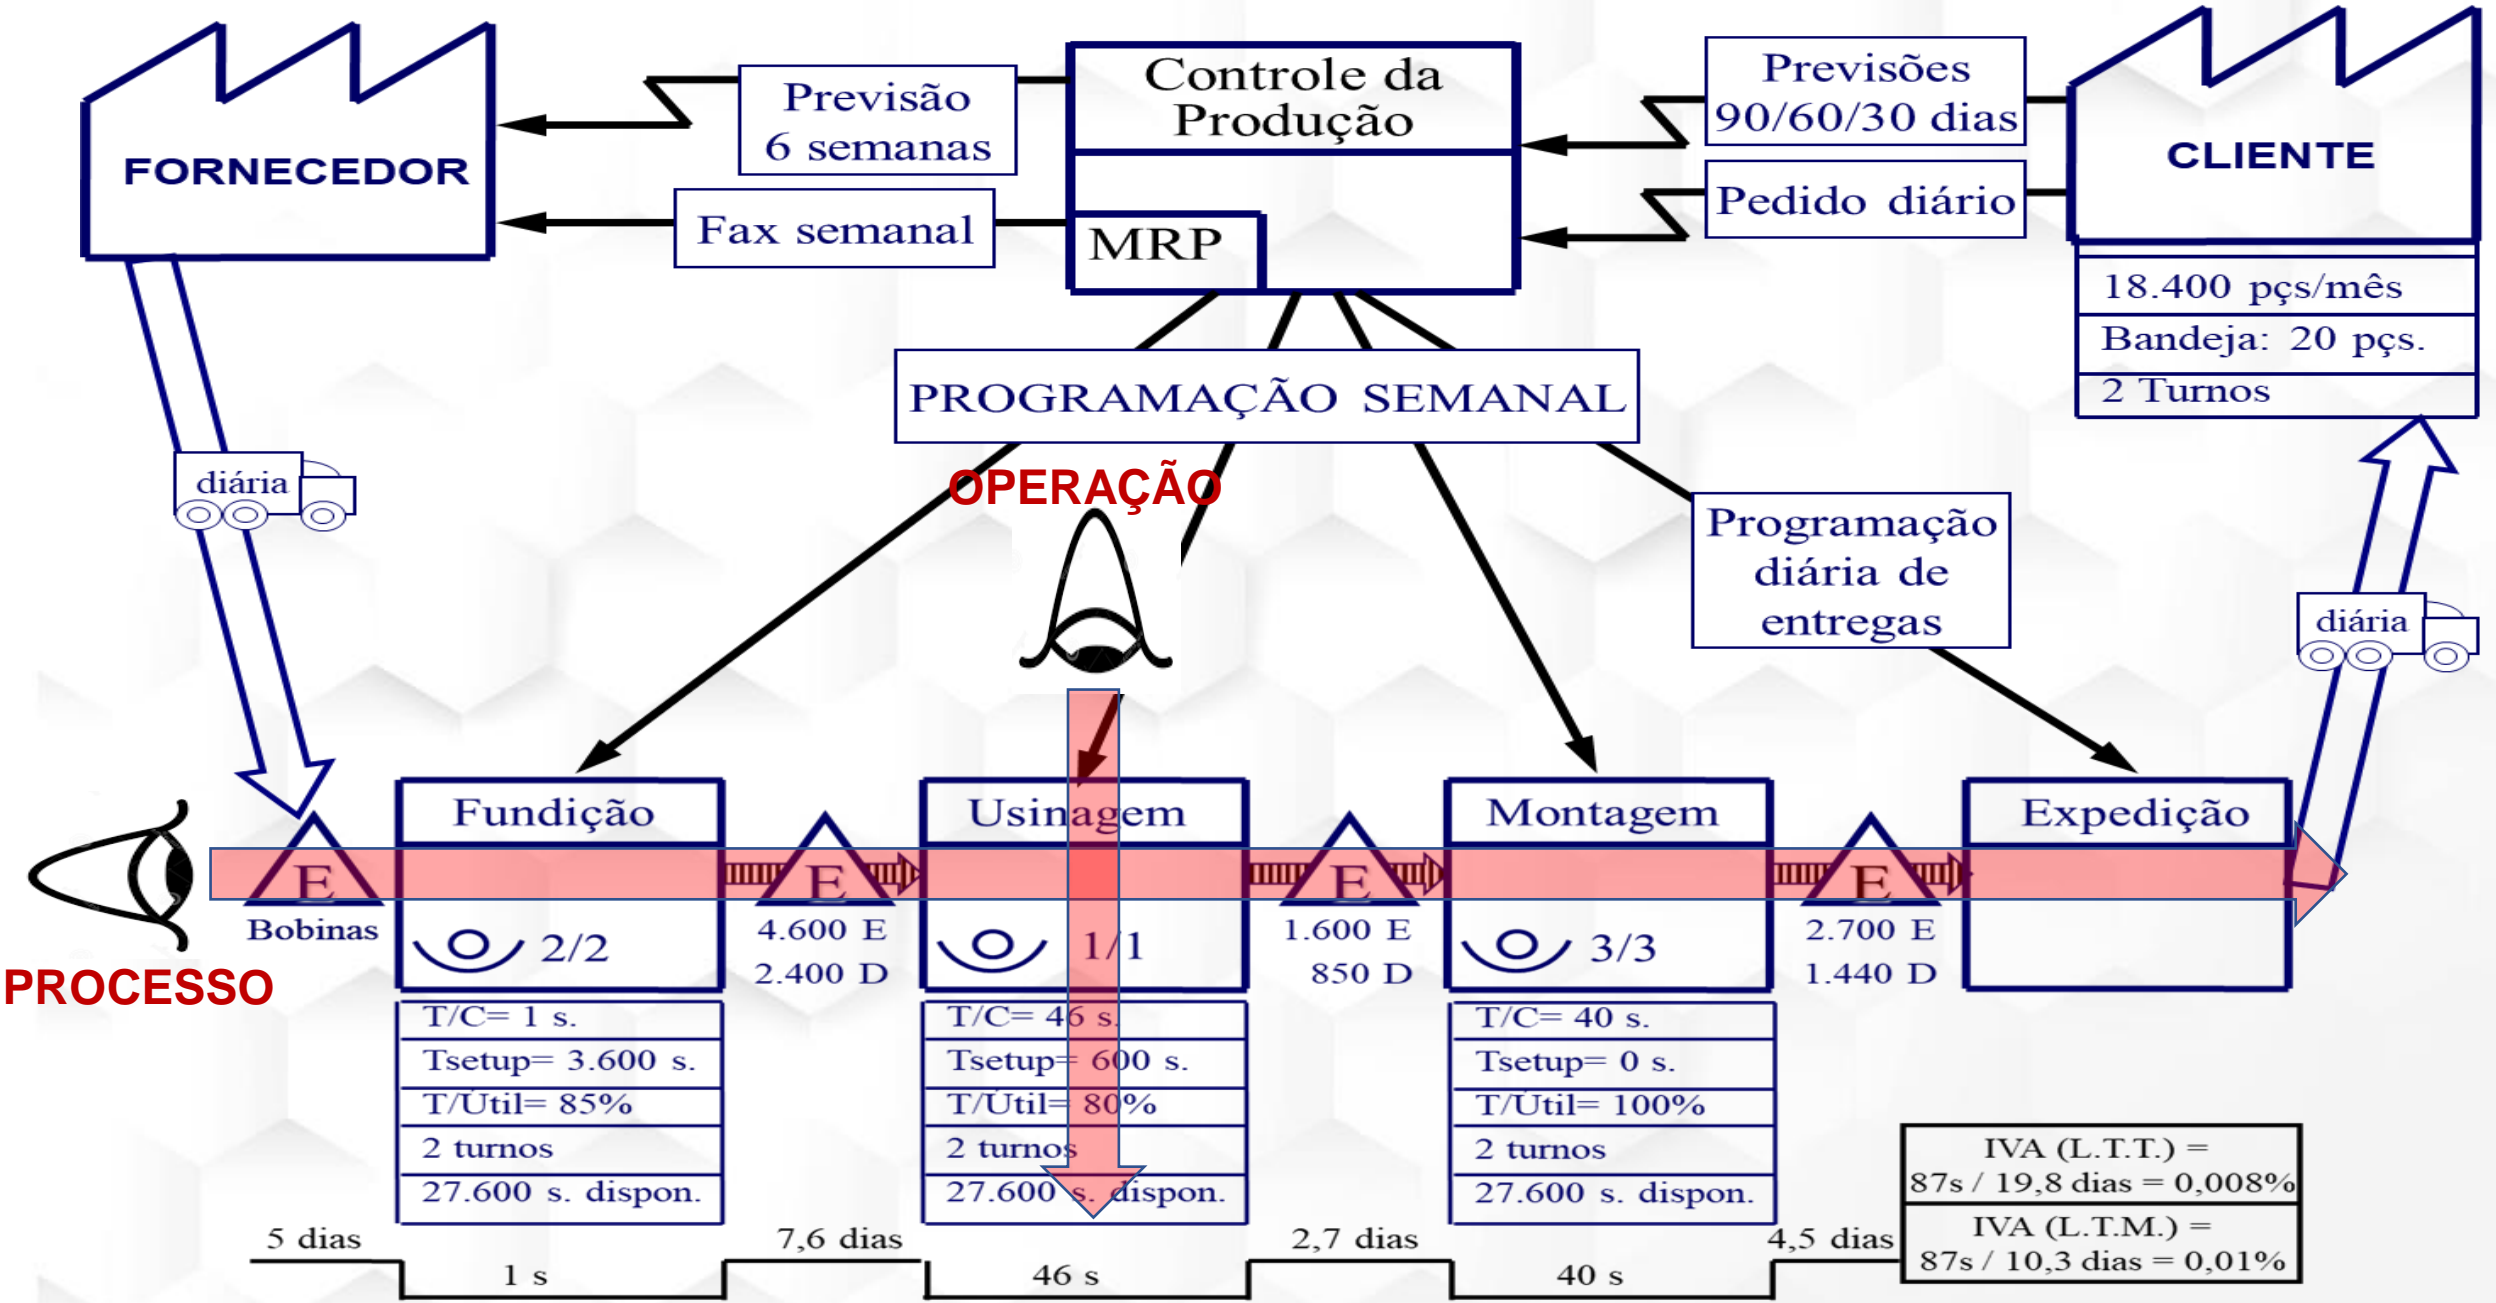 FORNECEDOR
Previsão
6 semanas
Fax semanal
Controle da
Produção
MRP
Previsões
90/60/30 dias
Pedido diário
CLIENTE
18.400 pçs/mês
Bandeja: 20 pçs.
2 Turnos
PROGRAMAÇÃO SEMANAL
OPERAÇÃO
diária
Programação
diária de
entregas
diária
PROCESSO
E
Bobinas
Fundição
2/2
T/C= 1 s.
Tsetup= 3.600 s.
T/Útil= 85%
2 turnos
27.600 s. dispon.
E
4.600 E
2.400 D
Usinagem
1/1
T/C= 46 s.
Tsetup= 600 s.
T/Útil= 80%
2 turnos
27.600 s. dispon.
E
1.600 E
850 D
Montagem
3/3
T/C= 40 s.
Tsetup= 0 s.
T/Útil= 100%
2 turnos
27.600 s. dispon.
E
2.700 E
1.440 D
Expedição
5 dias
1 s
7,6 dias
46 s
2,7 dias
40 s
4,5 dias
IVA (L.T.T.) =
87s / 19,8 dias = 0,008%
IVA (L.T.M.) =
87s / 10,3 dias = 0,01%